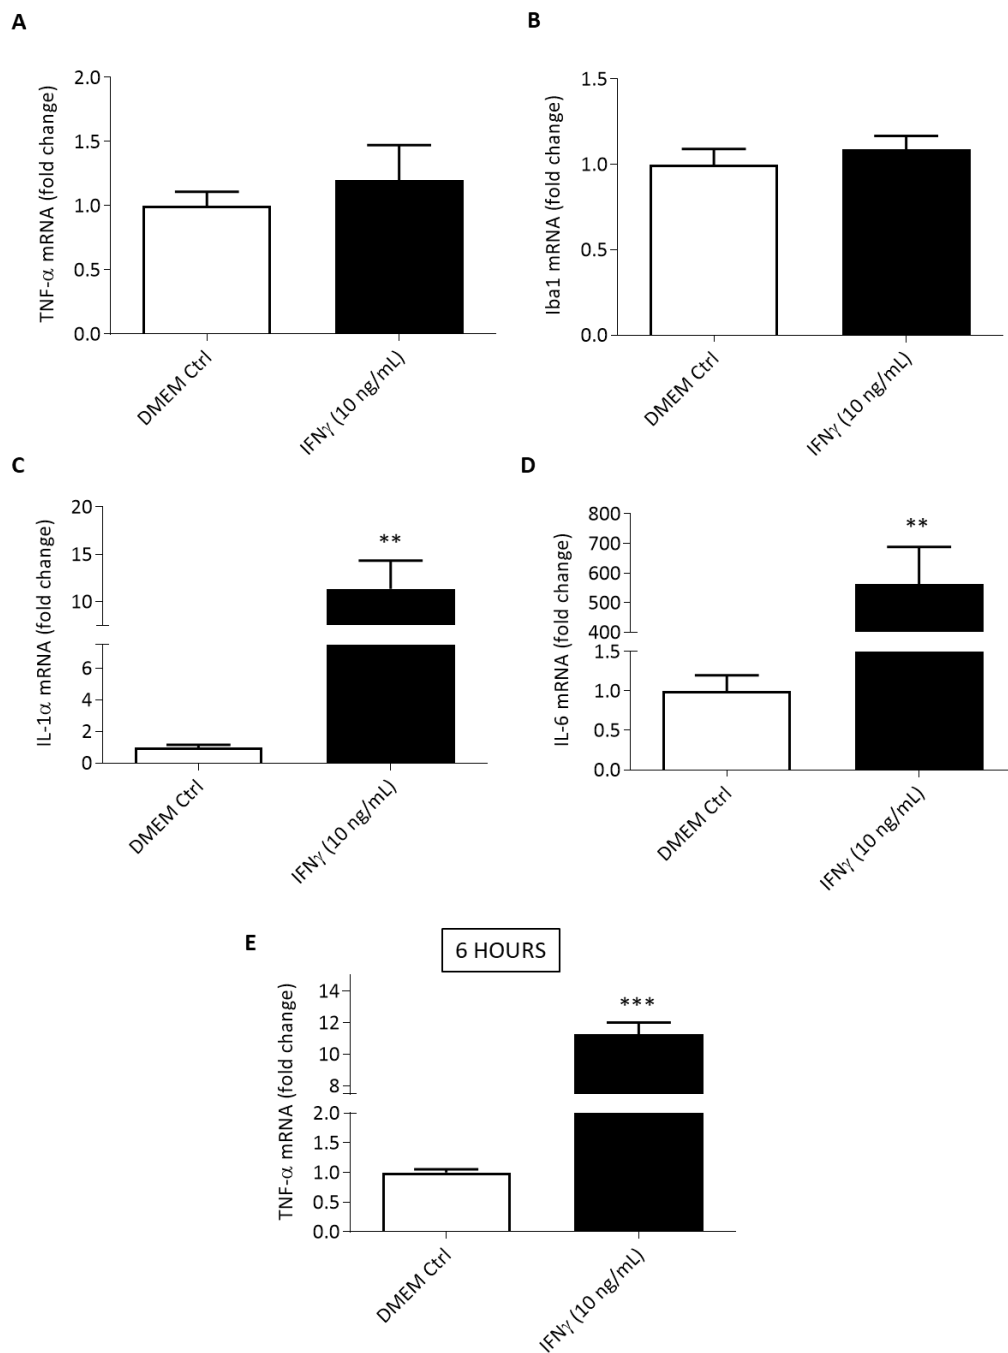 A
TNF-α mRNA (fold change)
2.0
1.5
1.0
0.5
0.0
DMEM Ctrl
IFNγ (10 ng/mL)
B
Iba1 mRNA (fold change)
1.5
1.0
0.5
0.0
DMEM Ctrl
IFNγ (10 ng/mL)
C
IL-1α mRNA (fold change)
20
15
10
6
4
2
0
**
DMEM Ctrl
IFNγ (10 ng/mL)
D
IL-6 mRNA (fold change)
800
700
600
500
400
1.5
1.0
0.5
0.0
**
DMEM Ctrl
IFNγ (10 ng/mL)
E
6 HOURS
TNF-α mRNA (fold change)
14
12
10
8
2.0
1.5
1.0
0.5
0.0
***
DMEM Ctrl
IFNγ (10 ng/mL)